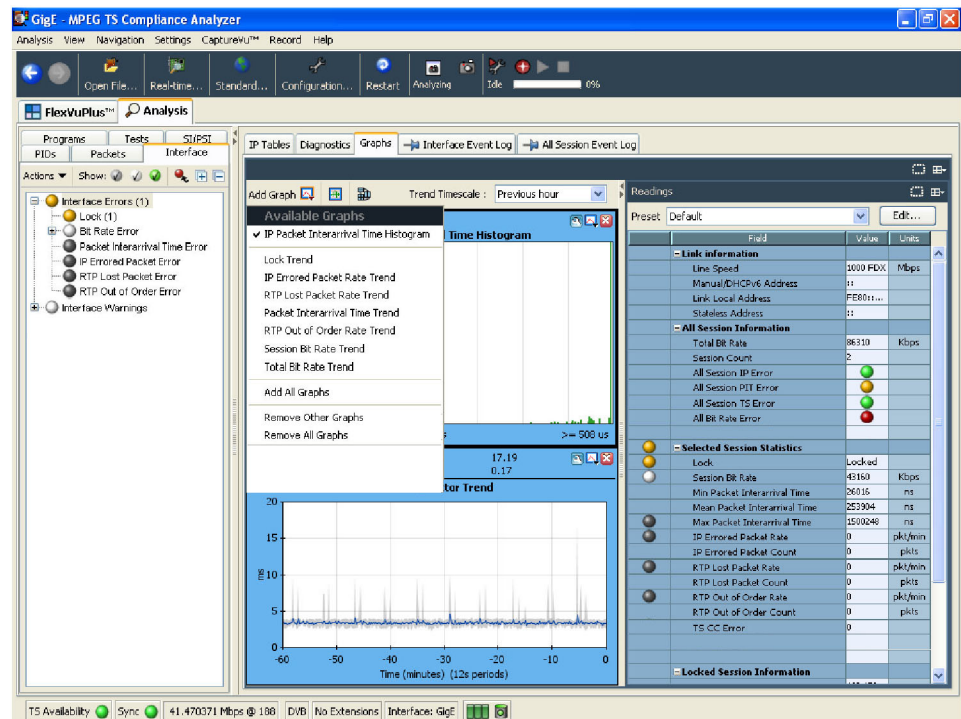 GigE - MPEG TS Compliance Analyzer
Analysis View Navigation Settings CaptureVu™ Record Help
Open File... Real-time... Standard... Configuration... Restart Analyzing Idle 0%
FlexVuPlus™ Analysis
Programs Tests SI/PSI
PIDs Packets Interface
Actions Show:
Interface Errors (1)
Lock (1)
Bit Rate Error
Packet Interarrival Time Error
IP Errored Packet Error
RTP Lost Packet Error
RTP Out of Order Error
Interface Warnings
IP Tables Diagnostics Graphs Interface Event Log All Session Event Log
Add Graph Trend Timescale : Previous hour
Available Graphs
IP Packet Interarrival Time Histogram
Lock Trend
IP Errored Packet Rate Trend
RTP Lost Packet Rate Trend
Packet Interarrival Time Trend
RTP Out of Order Rate Trend
Session Bit Rate Trend
Total Bit Rate Trend
Add All Graphs
Remove Other Graphs
Remove All Graphs
Time Histogram
>= 508 us
17.19
0.17
tor Trend
20
15
10
5
0
ms
-60 -50 -40 -30 -20 -10 0
Time (minutes) (12s periods)
Readings
Preset Default Edit...
Field Value Units
Link information
Line Speed 1000 FDX Mbps
Manual/DHCPv6 Address ::
Link Local Address FE80::...
Stateless Address ::
All Session Information
Total Bit Rate 86310 Kbps
Session Count 2
All Session IP Error
All Session PIT Error
All Session TS Error
All Bit Rate Error
Selected Session Statistics
Lock Locked
Session Bit Rate 43160 Kbps
Min Packet Interarrival Time 26016 ns
Mean Packet Interarrival Time 253904 ns
Max Packet Interarrival Time 1500248 ns
IP Errored Packet Rate 0 pkt/min
IP Errored Packet Count 0 pkts
RTP Lost Packet Rate 0 pkt/min
RTP Lost Packet Count 0 pkts
RTP Out of Order Rate 0 pkt/min
RTP Out of Order Count 0 pkts
TS CC Error 0
Locked Session Information
TS Availability Sync 41.470371 Mbps @ 188 DVB No Extensions Interface: GigE